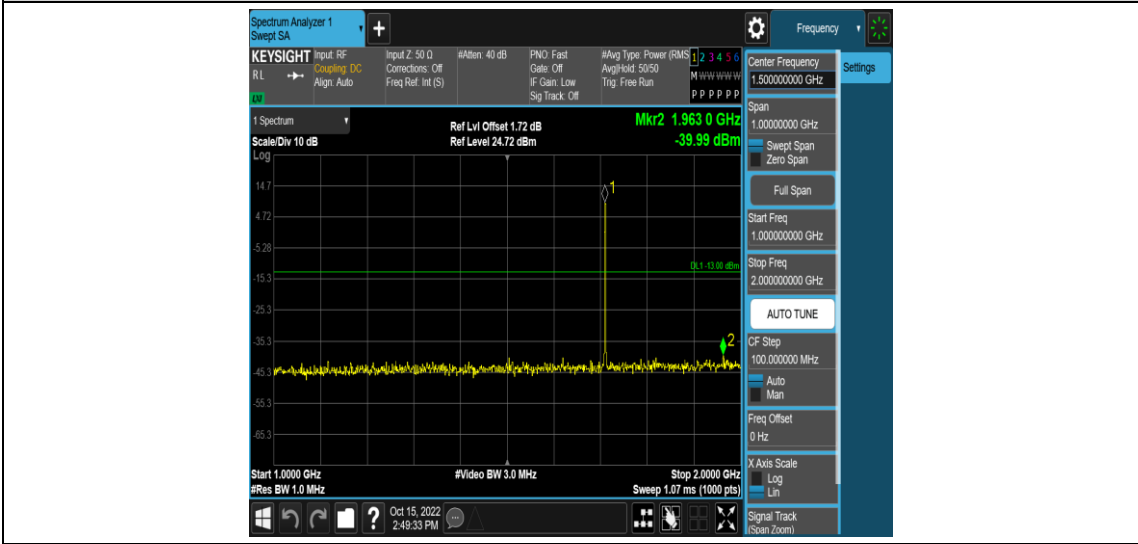 Spectrum Analyzer 1
Swept SA
+
Frequency
KEYSIGHT
RL
Input: RF
Coupling: DC
Align: Auto
Input Z: 50 Ω
Corrections: Off
Freq Ref: Int (S)
#Atten: 40 dB
PNO: Fast
Gate: Off
IF Gain: Low
Sig Track: Off
#Avg Type: Power (RMS
Avg|Hold: 50/50
Trig: Free Run
1 2 3 4 5 6
M W W W W W
P P P P P P
1 Spectrum
Scale/Div 10 dB
Log
Ref Lvl Offset 1.72 dB
Ref Level 24.72 dBm
Mkr2 1.963 0 GHz
-39.99 dBm
14.7
4.72
-5.28
-15.3
-25.3
-35.3
-45.3
-55.3
-65.3
1
DL1 -13.00 dBm
2
Start 1.0000 GHz
#Res BW 1.0 MHz
#Video BW 3.0 MHz
Stop 2.0000 GHz
Sweep 1.07 ms (1000 pts)
?
Oct 15, 2022
2:49:33 PM
Center Frequency
1.500000000 GHz
Span
1.00000000 GHz
Swept Span
Zero Span
Full Span
Start Freq
1.000000000 GHz
Stop Freq
2.000000000 GHz
AUTO TUNE
CF Step
100.000000 MHz
Auto
Man
Freq Offset
0 Hz
X Axis Scale
Log
Lin
Signal Track
(Span Zoom)
Settings